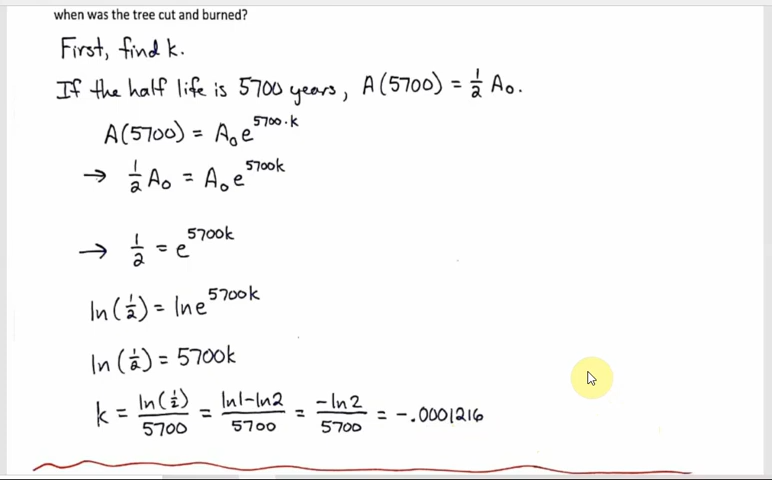 when was the tree cut and burned?
First, find k.
If the half life is 5700 years, A(5700) = 1/2 A₀.
A(5700) = A₀e^(5700·k)
→ 1/2 A₀ = A₀e^(5700k)
→ 1/2 = e^(5700k)
ln(1/2) = lne^(5700k)
ln(1/2) = 5700k
k = ln(1/2)/5700 = ln1-ln2/5700 = -ln2/5700 = -.0001216